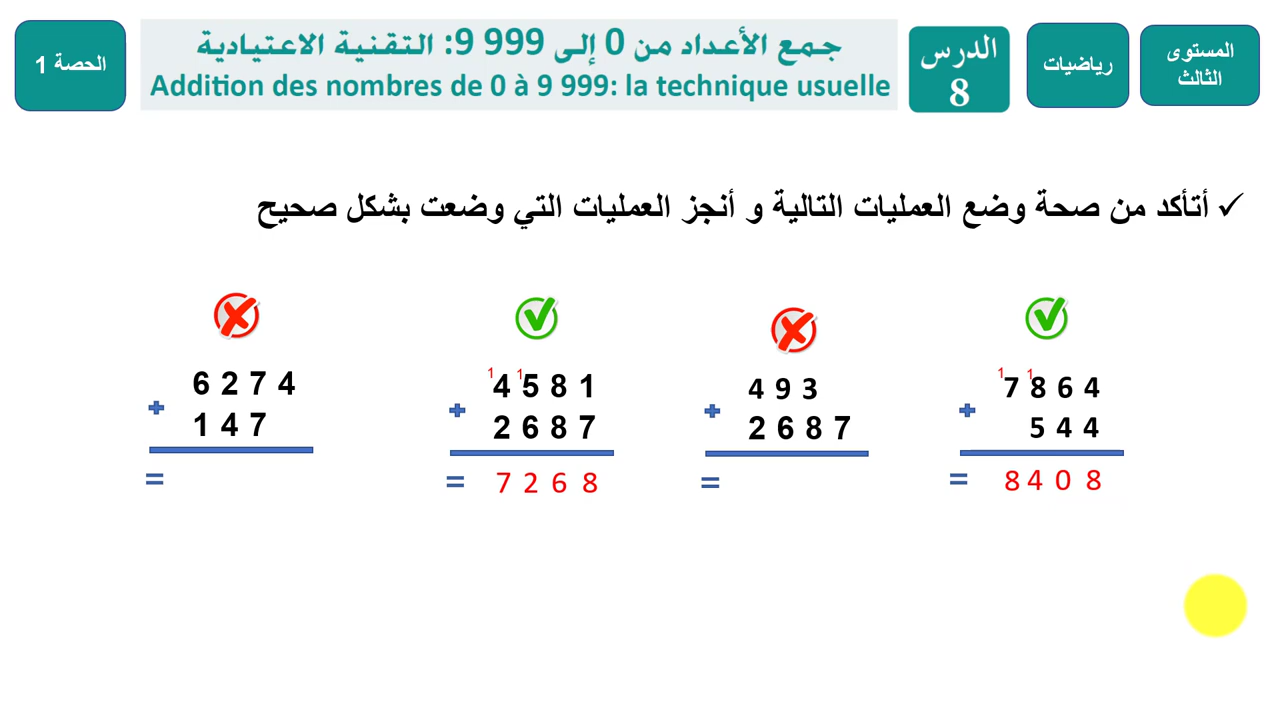 المستوى
الثالث
رياضيات
الدرس
8
جمع الأعداد من 0 إلى 999 9: التقنية الاعتيادية
Addition des nombres de 0 à 9 999: la technique usuelle
الحصة 1
✓ أتأكد من صحة وضع العمليات التالية و أنجز العمليات التي وضعت بشكل صحيح
6 2 7 4
+
1 4 7
=
1 1
4 5 8 1
+
2 6 8 7
= 7 2 6 8
4 9 3
+
2 6 8 7
=
1 1
7 8 6 4
+
5 4 4
= 8 4 0 8